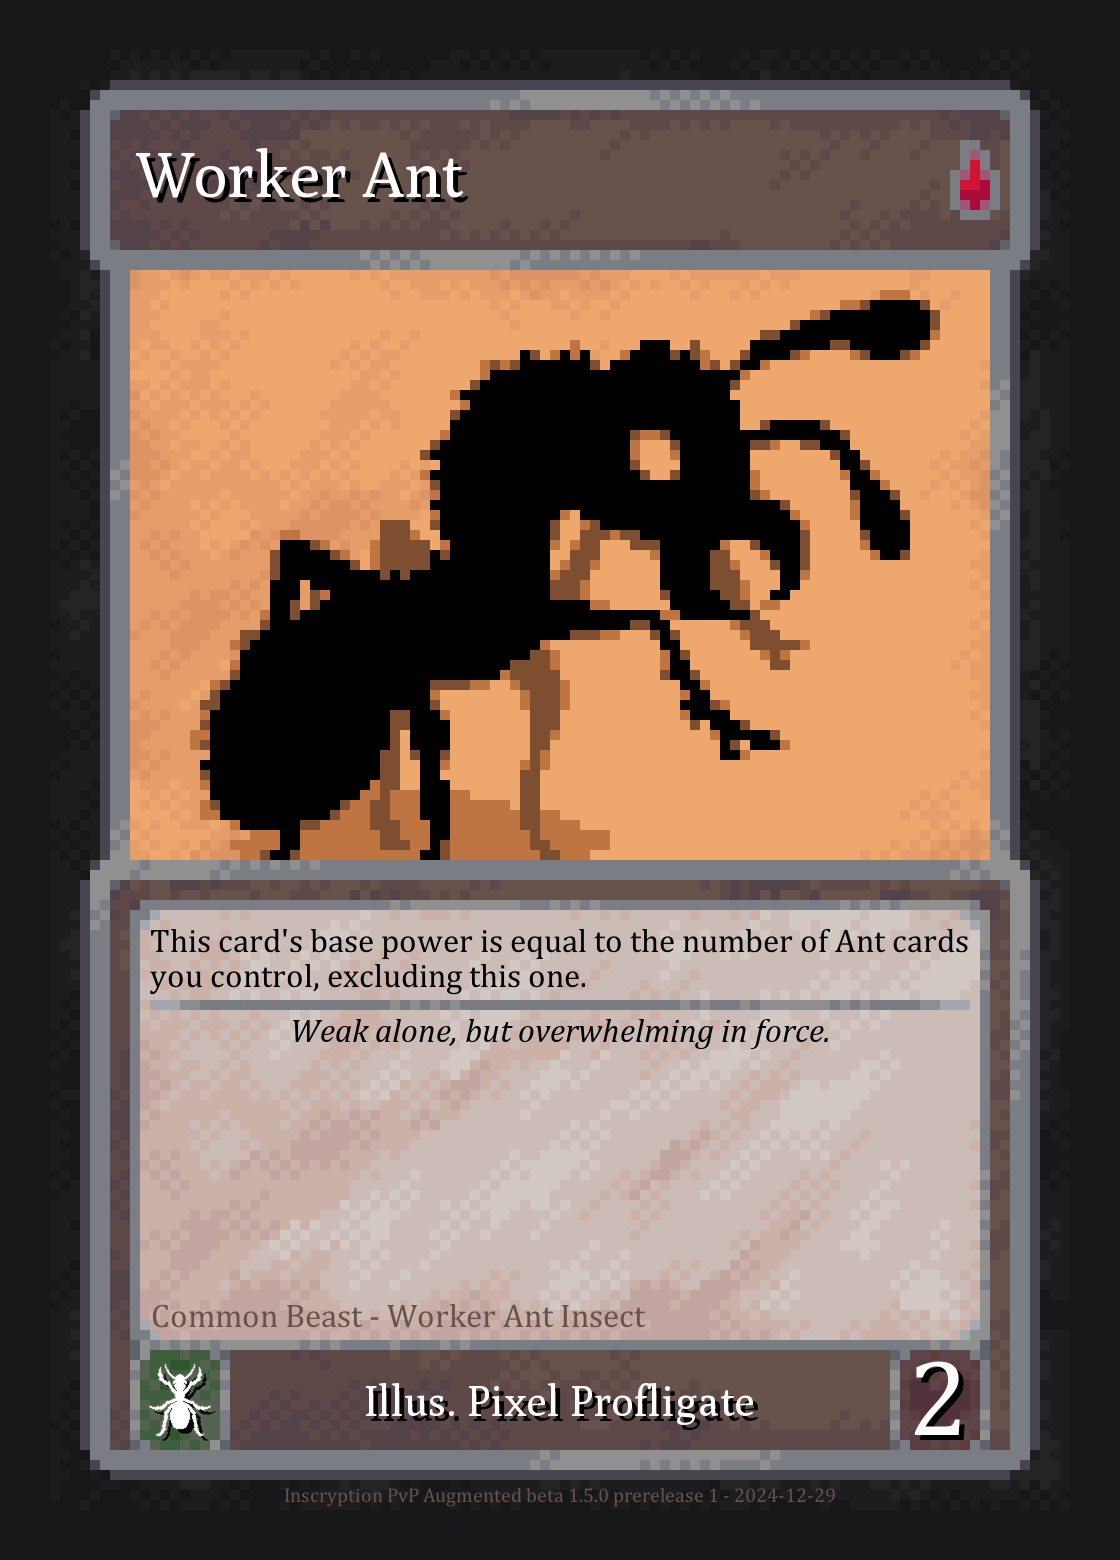 Worker Ant
This card's base power is equal to the number of Ant cards
you control, excluding this one.
Weak alone, but overwhelming in force.
Common Beast - Worker Ant Insect
Illus. Pixel Profligate
2
Inscryption PvP Augmented beta 1.5.0 prerelease 1 - 2024-12-29